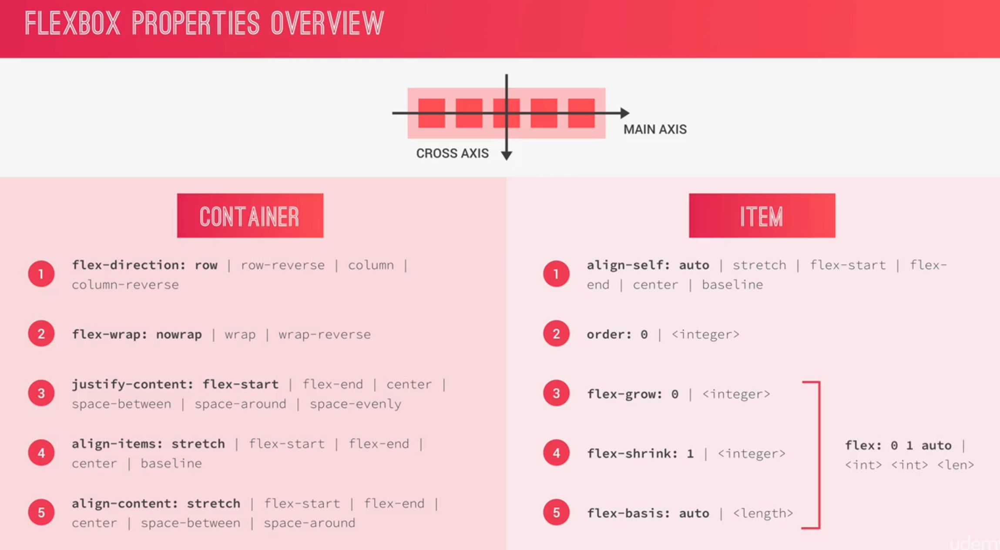 FLEXBOX PROPERTIES OVERVIEW
MAIN AXIS
CROSS AXIS
CONTAINER
1
flex-direction: row | row-reverse | column |
column-reverse
2
flex-wrap: nowrap | wrap | wrap-reverse
3
justify-content: flex-start | flex-end | center |
space-between | space-around | space-evenly
4
align-items: stretch | flex-start | flex-end |
center | baseline
5
align-content: stretch | flex-start | flex-end |
center | space-between | space-around
ITEM
1
align-self: auto | stretch | flex-start | flex-
end | center | baseline
2
order: 0 | <integer>
3
flex-grow: 0 | <integer>
4
flex-shrink: 1 | <integer>
5
flex-basis: auto | <length>
flex: 0 1 auto |
<int> <int> <len>
udemy